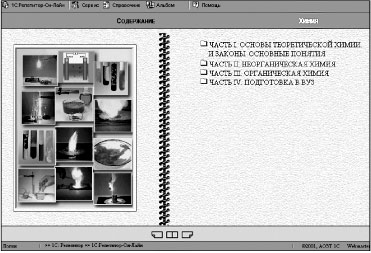 1С:Репетитор-Он-Лайн Сервис Справочник Альбом Помощь
СОДЕРЖАНИЕ ХИМИЯ
ЧАСТЬ I. ОСНОВЫ ТЕОРЕТИЧЕСКОЙ ХИМИИ
И ЗАКОНЫ. ОСНОВНЫЕ ПОНЯТИЯ
ЧАСТЬ II. НЕОРГАНИЧЕСКАЯ ХИМИЯ
ЧАСТЬ III. ОРГАНИЧЕСКАЯ ХИМИЯ
ЧАСТЬ IV. ПОДГОТОВКА В ВУЗ
>> 1С: Репетитор >> 1С:Репетитор-Он-Лайн ©2001, АОЗТ 1С Webmaster